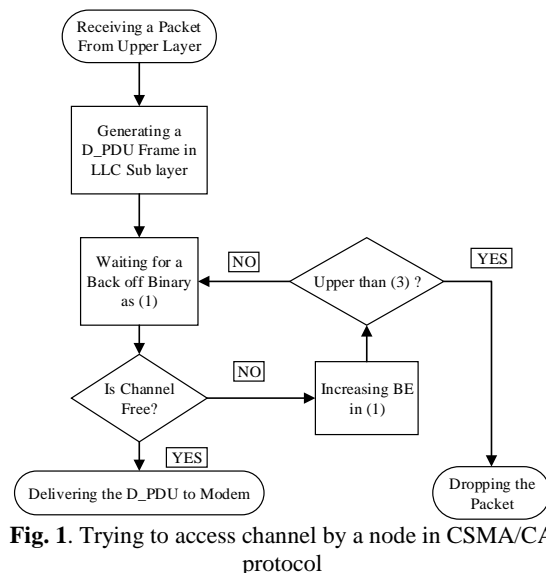 Receiving a Packet
From Upper Layer
Generating a
D_PDU Frame in
LLC Sub layer
Waiting for a
Back off Binary
as (1)
NO
Upper than (3) ?
YES
Is Channel
Free?
NO
Increasing BE
in (1)
YES
Delivering the D_PDU to Modem
Dropping the
Packet
Fig. 1. Trying to access channel by a node in CSMA/CA
protocol